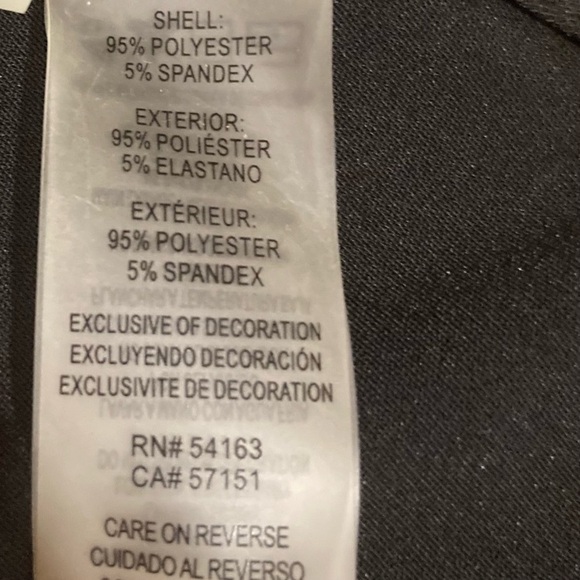 SHELL:
95% POLYESTER
5% SPANDEX
EXTERIOR:
95% POLIÉSTER
5% ELASTANO
EXTÉRIEUR:
95% POLYESTER
5% SPANDEX
EXCLUSIVE OF DECORATION
EXCLUYENDO DECORACIÓN
EXCLUSIVITE DE DECORATION
RN# 54163
CA# 57151
CARE ON REVERSE
CUIDADO AL REVERSO